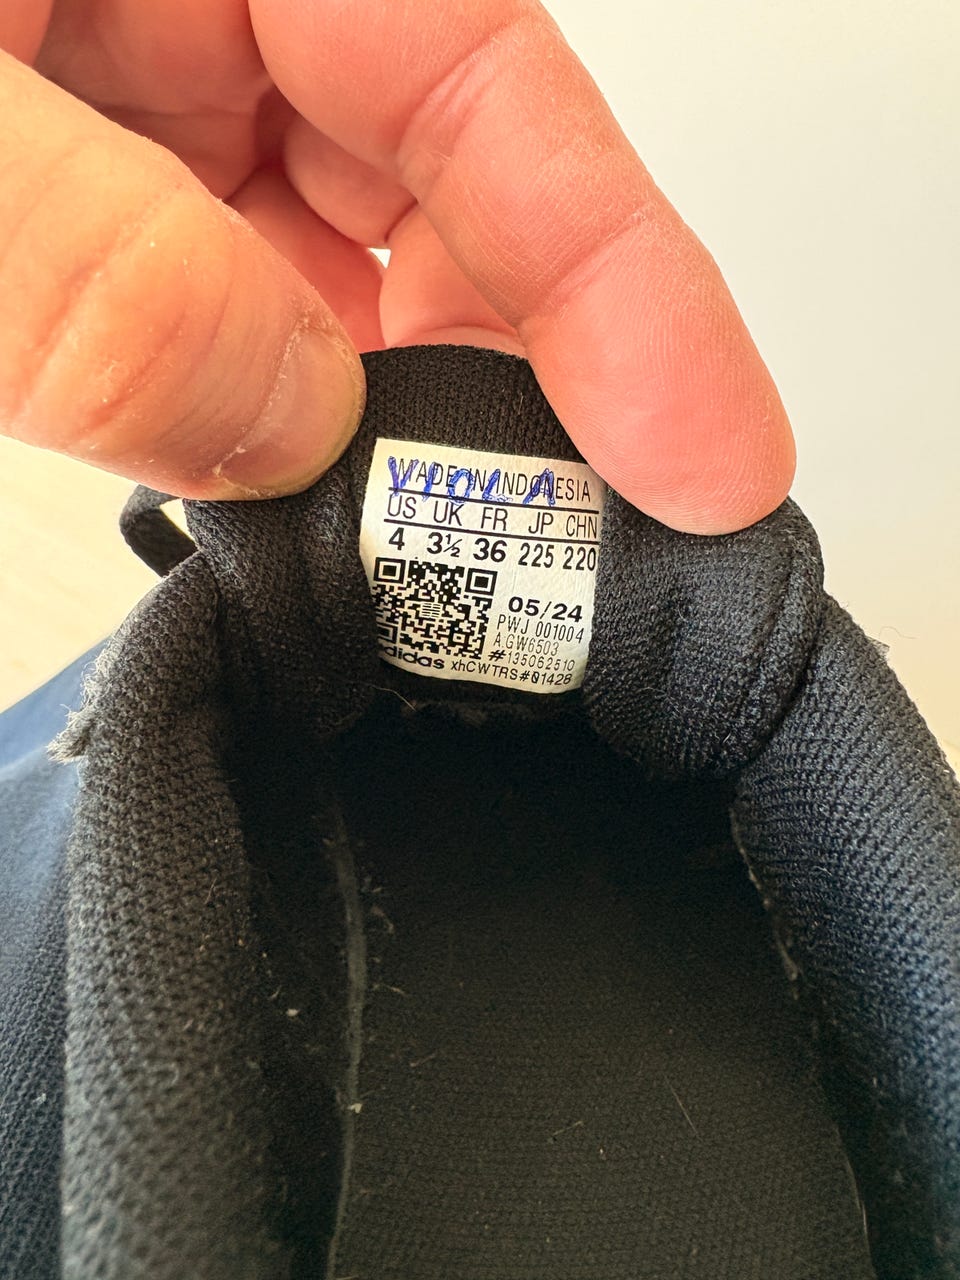 VIOLA
MADE IN INDONESIA
US UK FR JP CHN
4 3½ 36 225 220
05/24
PWJ 001004
AGW6503
#135062510
adidas xhCWTRS#01428